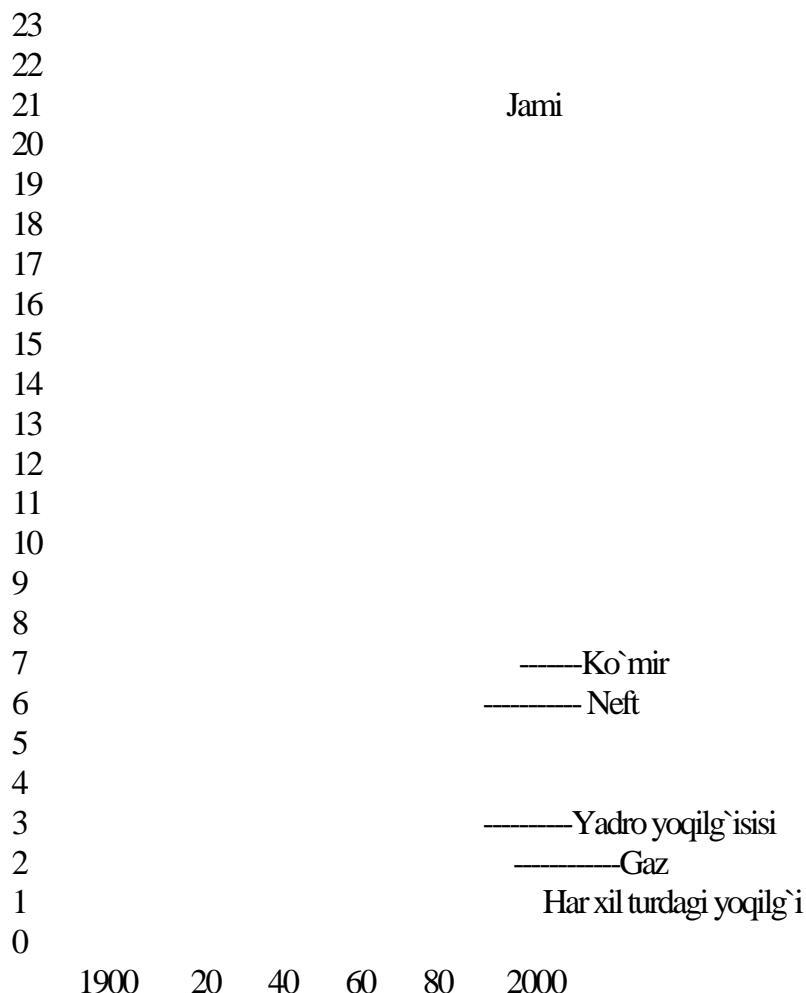 23
22
21 Jami
20
19
18
17
16
15
14
13
12
11
10
9
8
7 -------Ko`mir
6 ----------- Neft
5
4
3 ----------Yadro yoqilg`isisi
2 ------------Gaz
1 Har xil turdagi yoqilg`i
0
1900 20 40 60 80 2000